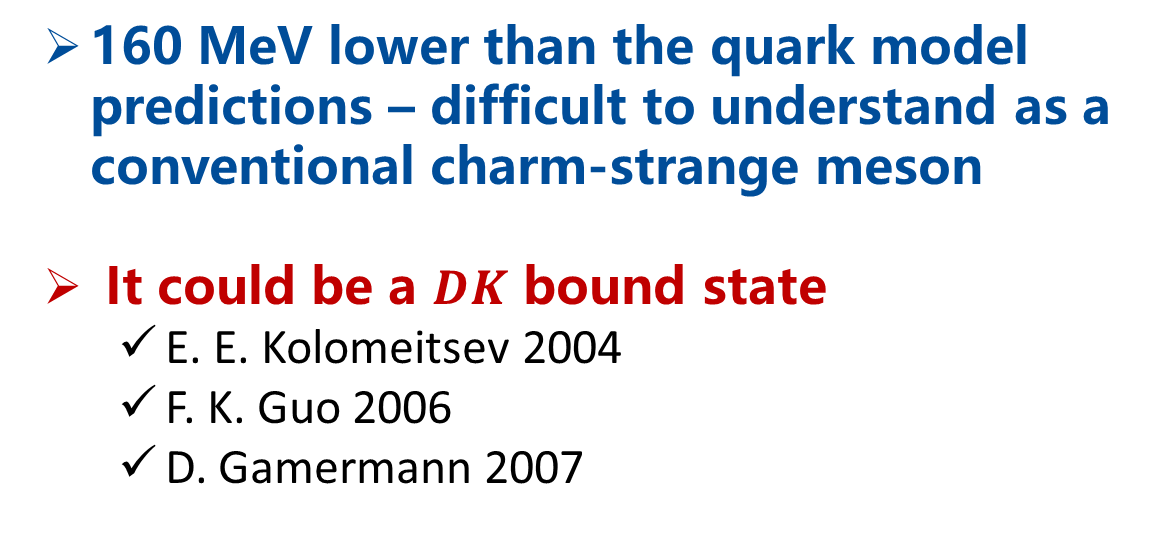 ➢ 160 MeV lower than the quark model
predictions – difficult to understand as a
conventional charm-strange meson
➢ It could be a DK bound state
✓ E. E. Kolomeitsev 2004
✓ F. K. Guo 2006
✓ D. Gamermann 2007